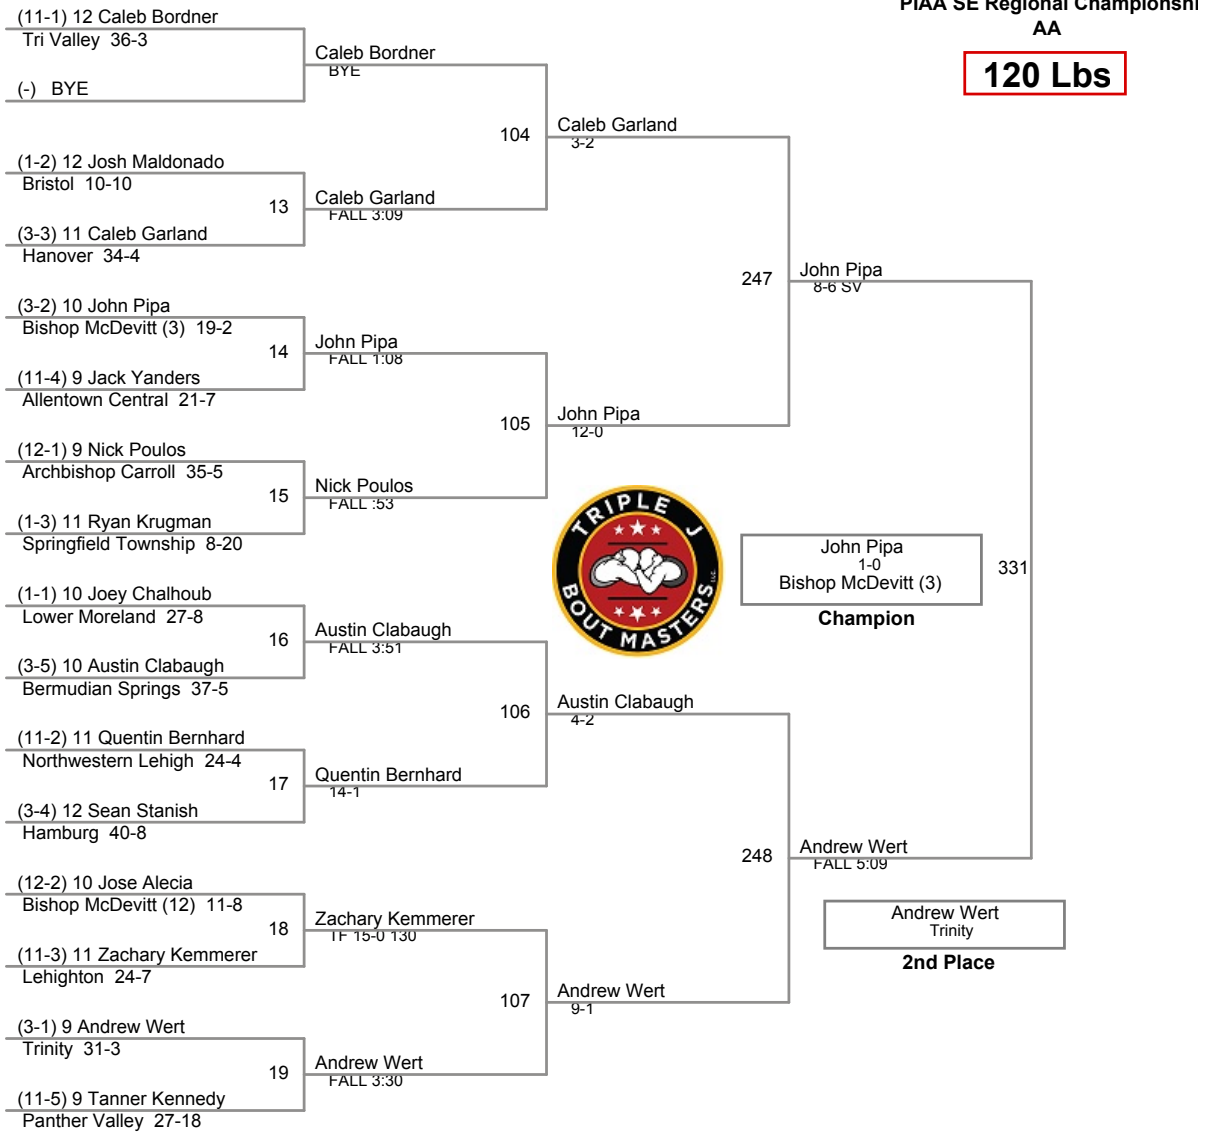 PIAA SE Regional Championshi
AA
120 Lbs
(11-1) 12 Caleb Bordner
Tri Valley 36-3
(-) BYE
(1-2) 12 Josh Maldonado
Bristol 10-10
13
(3-3) 11 Caleb Garland
Hanover 34-4
(3-2) 10 John Pipa
Bishop McDevitt (3) 19-2
14
(11-4) 9 Jack Yanders
Allentown Central 21-7
(12-1) 9 Nick Poulos
Archbishop Carroll 35-5
15
(1-3) 11 Ryan Krugman
Springfield Township 8-20
(1-1) 10 Joey Chalhoub
Lower Moreland 27-8
16
(3-5) 10 Austin Clabaugh
Bermudian Springs 37-5
(11-2) 11 Quentin Bernhard
Northwestern Lehigh 24-4
17
(3-4) 12 Sean Stanish
Hamburg 40-8
(12-2) 10 Jose Alecia
Bishop McDevitt (12) 11-8
18
(11-3) 11 Zachary Kemmerer
Lehighton 24-7
(3-1) 9 Andrew Wert
Trinity 31-3
19
(11-5) 9 Tanner Kennedy
Panther Valley 27-18
Caleb Bordner
BYE
104
Caleb Garland
FALL 3:09
John Pipa
FALL 1:08
105
Nick Poulos
FALL :53
Austin Clabaugh
FALL 3:51
106
Quentin Bernhard
14-1
Zachary Kemmerer
TF 15-0 130
107
Andrew Wert
FALL 3:30
Caleb Garland
3-2
247
John Pipa
12-0
Austin Clabaugh
4-2
248
Andrew Wert
9-1
John Pipa
8-6 SV
331
Andrew Wert
FALL 5:09
TRIPLE J
BOUT MASTERS
John Pipa
1-0
Bishop McDevitt (3)
Champion
Andrew Wert
Trinity
2nd Place